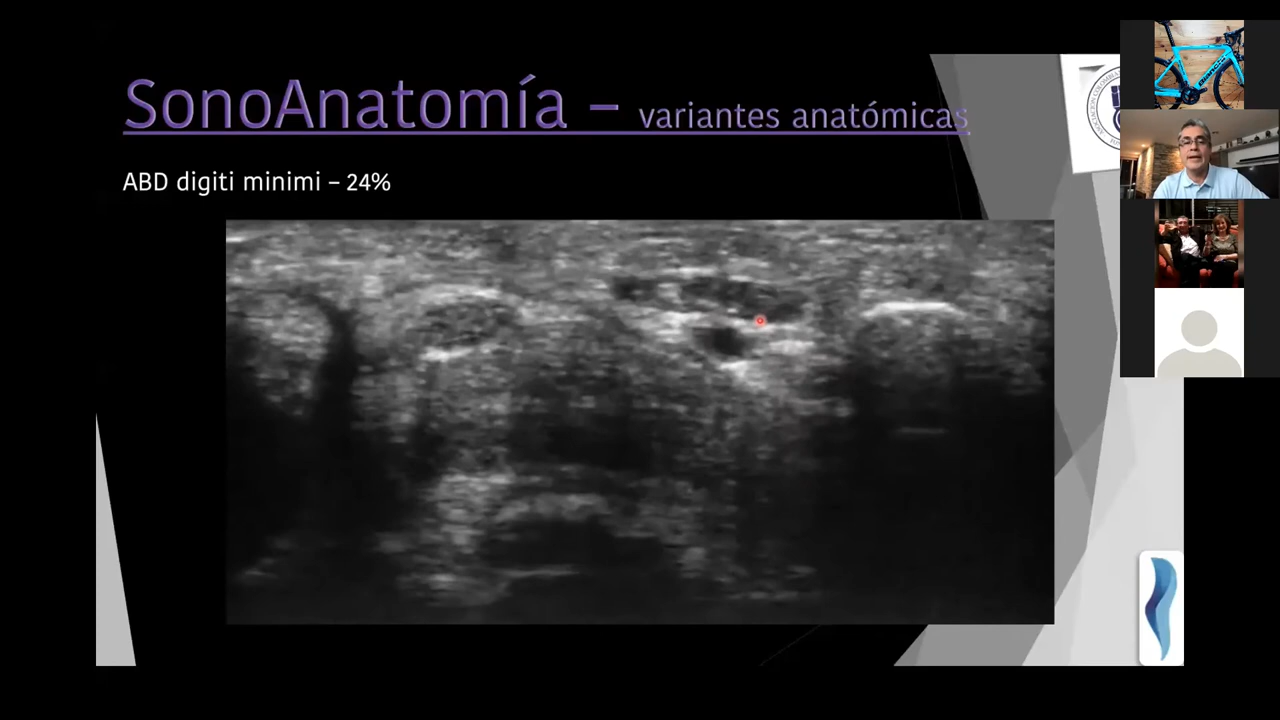 SonoAnatomía – variantes anatómicas
ABD digiti minimi – 24%